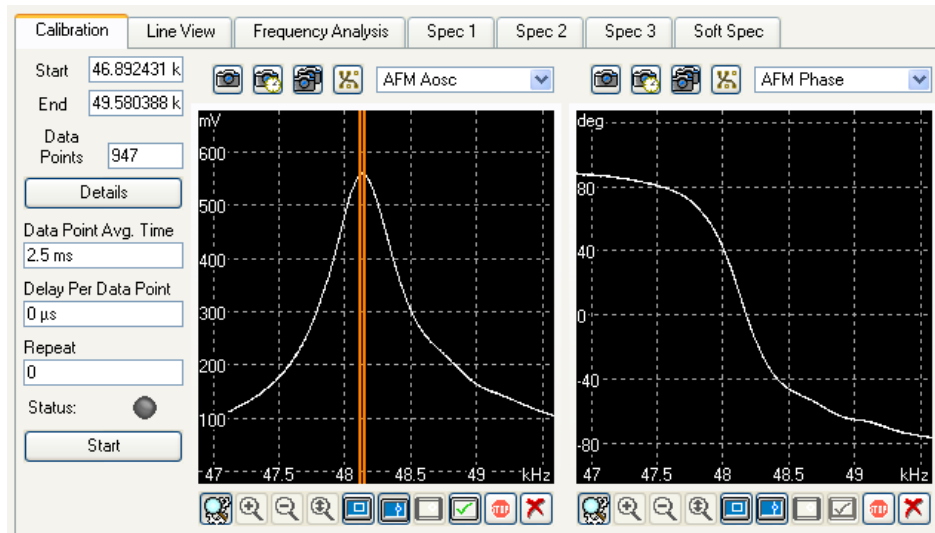 Calibration
Line View
Frequency Analysis
Spec 1
Spec 2
Spec 3
Soft Spec
Start 46.892431 k
End 49.580388 k
Data Points 947
Details
Data Point Avg. Time
2.5 ms
Delay Per Data Point
0 µs
Repeat
0
Status:
Start
AFM Aosc
mV
600
500
400
300
200
100
47 47.5 48 48.5 49 kHz
AFM Phase
deg
80
40
0
-40
-80
47 47.5 48 48.5 49 kHz